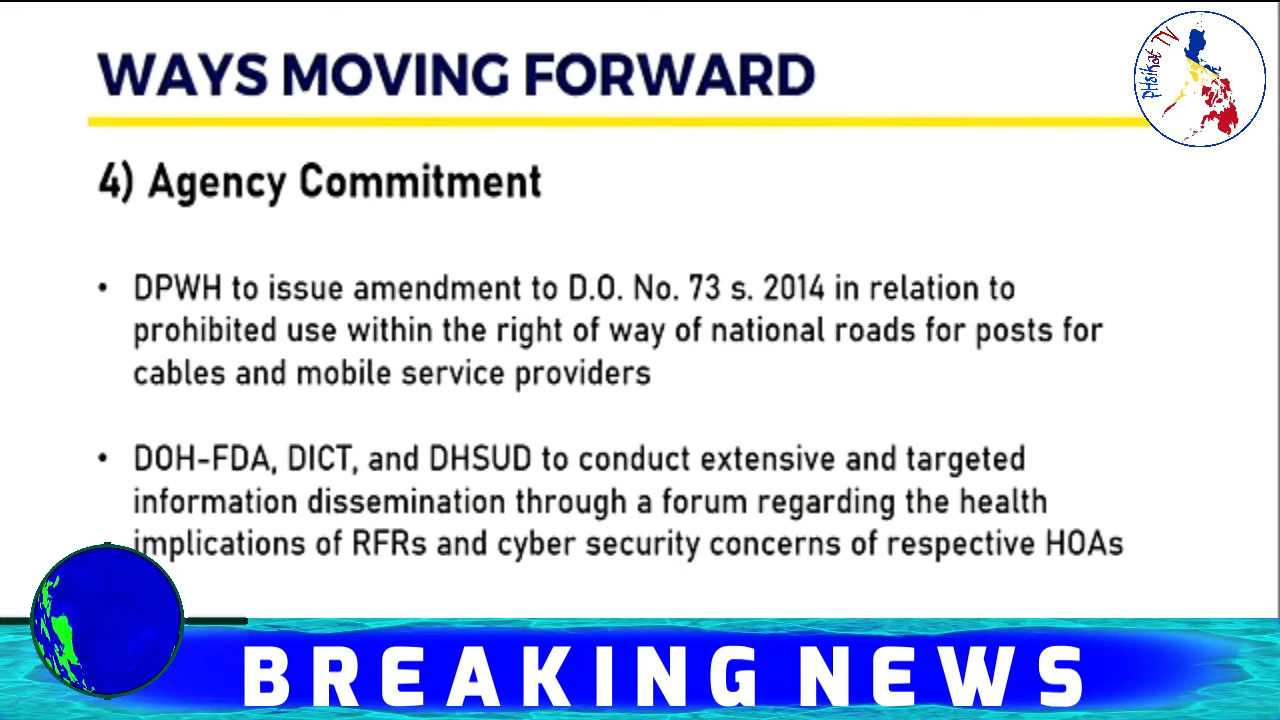 WAYS MOVING FORWARD
PHsikat TV
4) Agency Commitment
• DPWH to issue amendment to D.O. No. 73 s. 2014 in relation to
prohibited use within the right of way of national roads for posts for
cables and mobile service providers
• DOH-FDA, DICT, and DHSUD to conduct extensive and targeted
information dissemination through a forum regarding the health
implications of RFRs and cyber security concerns of respective HOAs
BREAKING NEWS